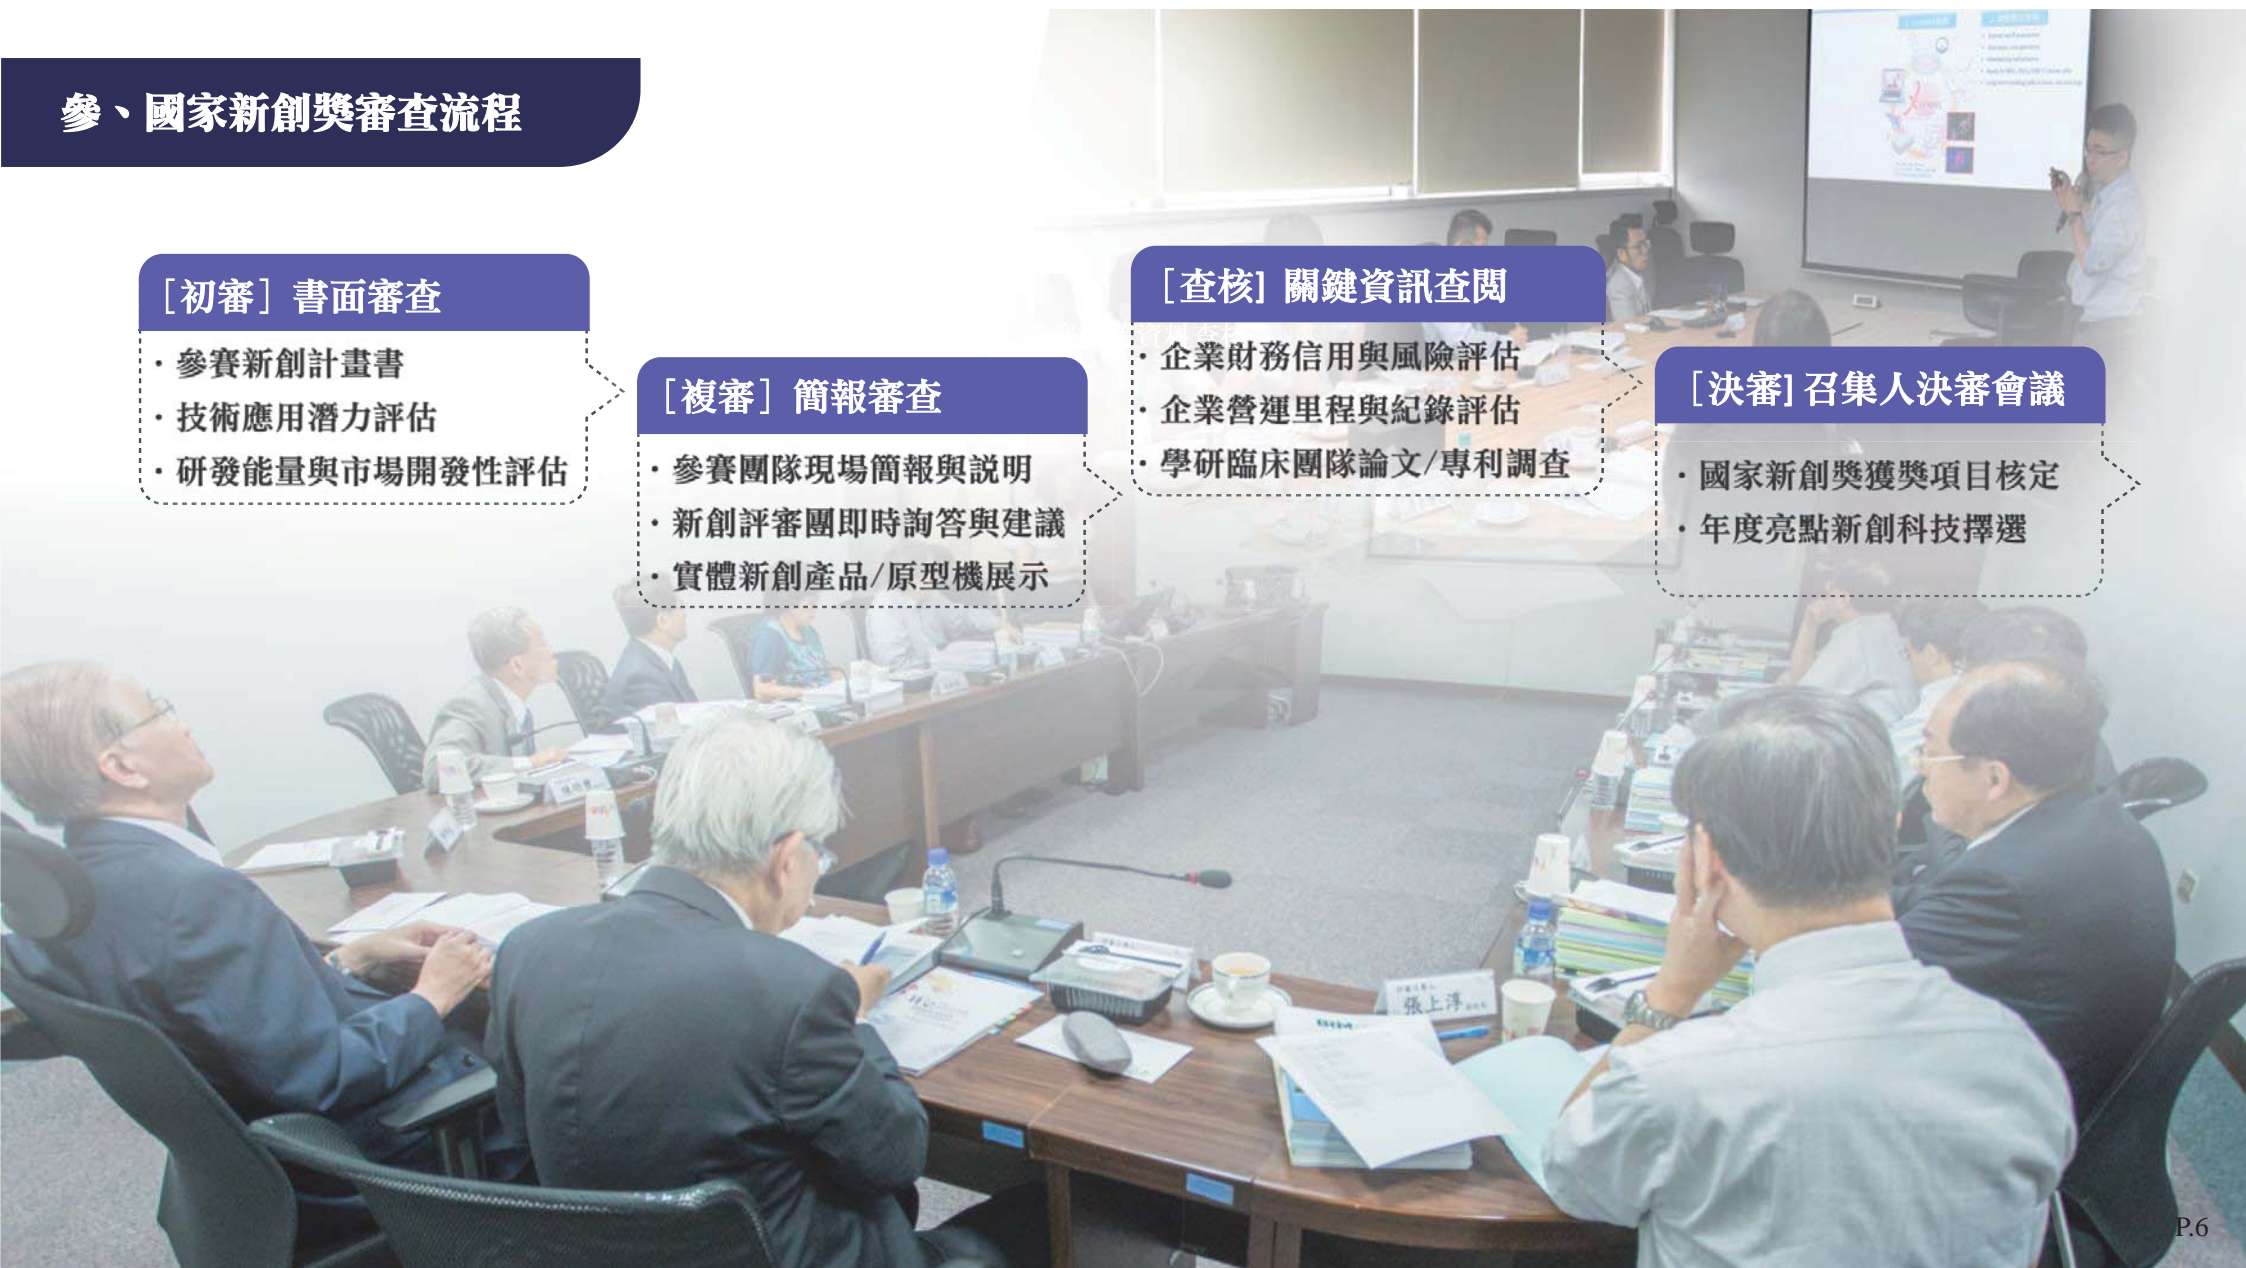 參、國家新創獎審查流程
［初審］書面審查
・參賽新創計畫書
・技術應用潛力評估
・研發能量與市場開發性評估
［複審］簡報審查
・參賽團隊現場簡報與説明
・新創評審團即時詢答與建議
・實體新創產品/原型機展示
［查核］關鍵資訊查閱
資料查核
・企業財務信用與風險評估
・企業營運里程與紀錄評估
・學研臨床團隊論文/專利調查
［決審］召集人決審會議
・國家新創獎獲獎項目核定
・年度亮點新創科技擇選
張上淳
P.6